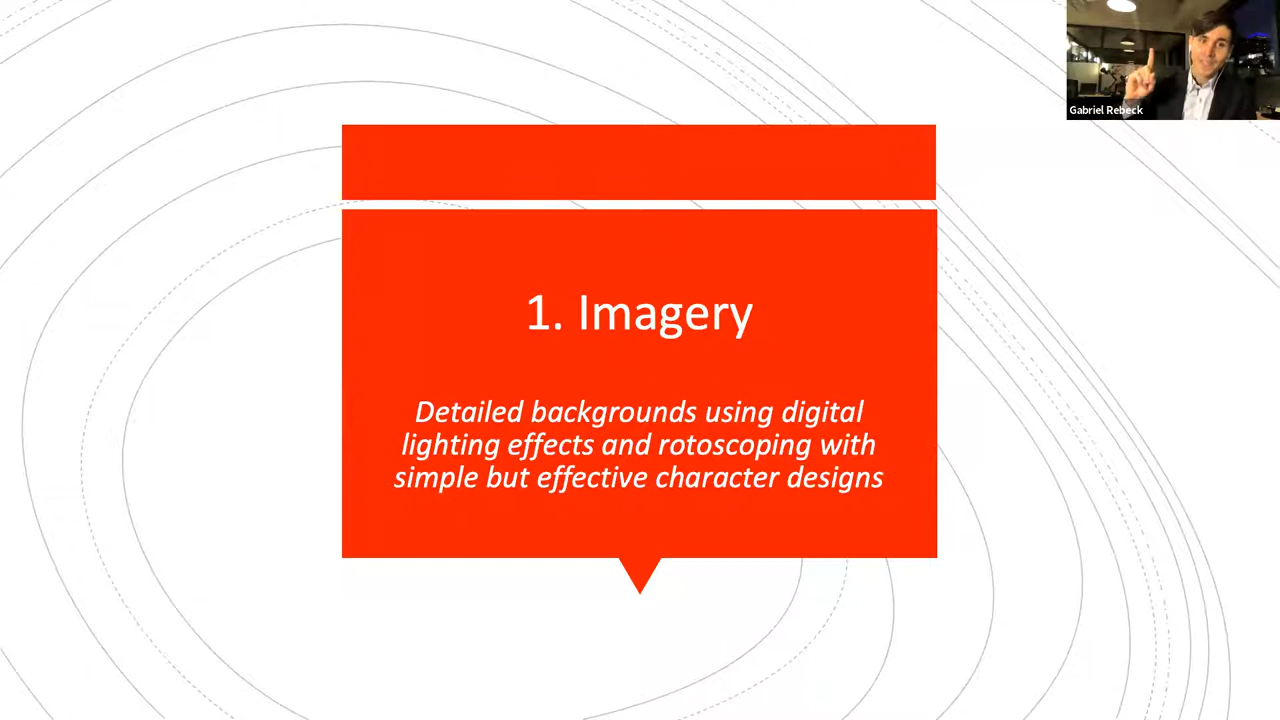 Gabriel Rebeck
1. Imagery
Detailed backgrounds using digital
lighting effects and rotoscoping with
simple but effective character designs